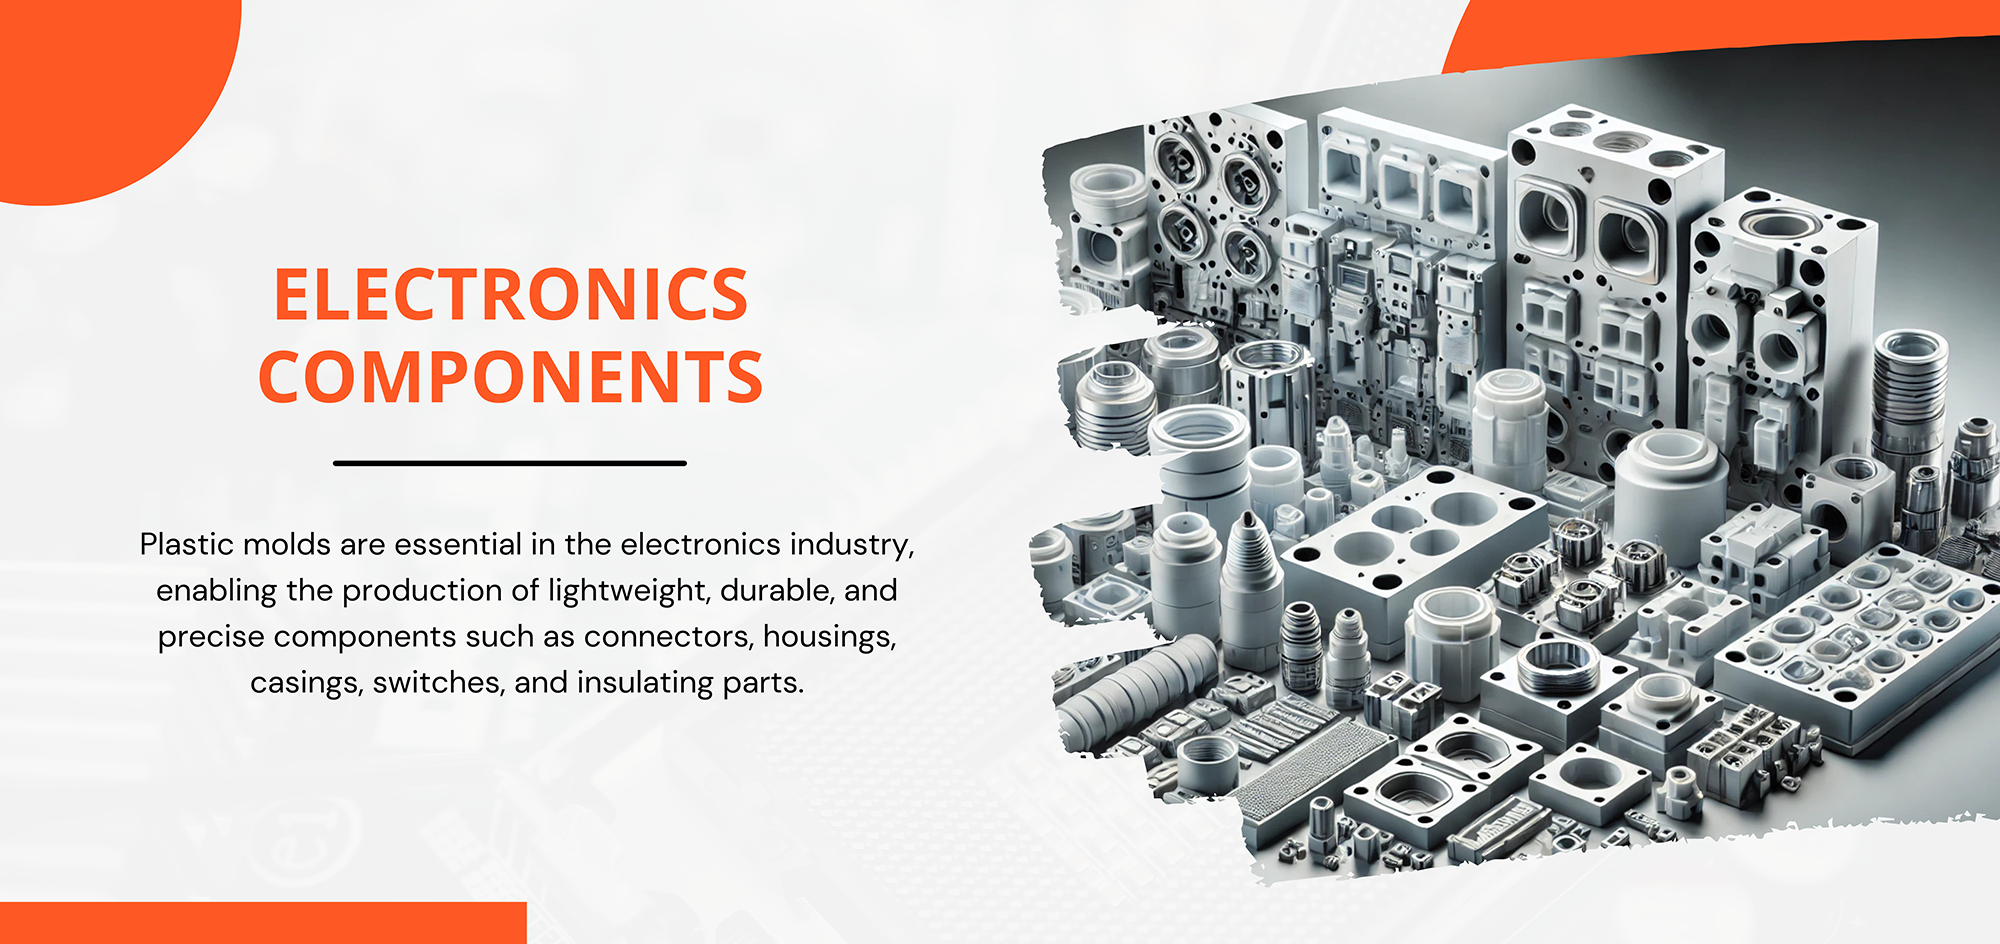 ELECTRONICS
COMPONENTS
Plastic molds are essential in the electronics industry,
enabling the production of lightweight, durable, and
precise components such as connectors, housings,
casings, switches, and insulating parts.